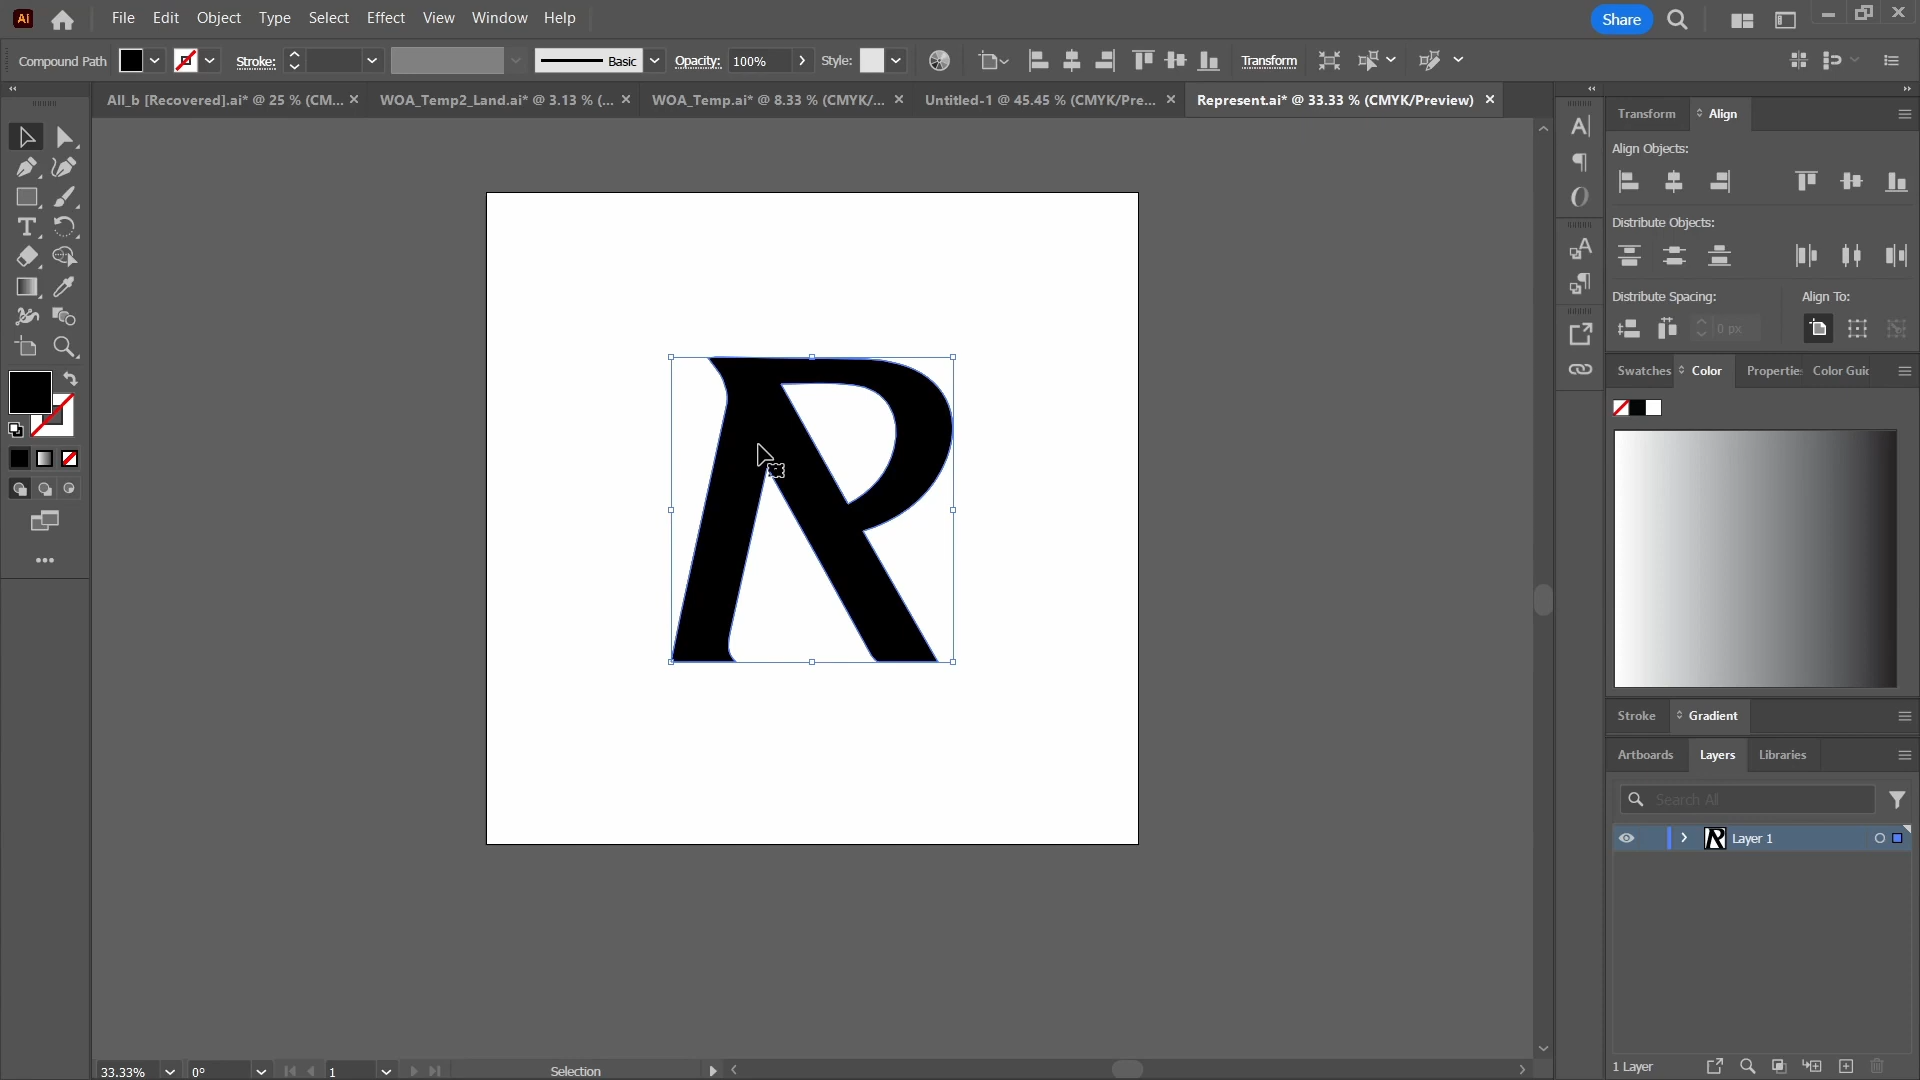 Ai File Edit Object Type Select Effect View Window Help Share
Compound Path Stroke: Basic Opacity: 100% Style: Transform
All_b [Recovered].ai* @ 25 % (CM... WOA_Temp2_Land.ai* @ 3.13 % (... WOA_Temp.ai* @ 8.33 % (CMYK/... Untitled-1 @ 45.45 % (CMYK/Pre... Represent.ai* @ 33.33 % (CMYK/Preview)
Transform Align
Align Objects:
Distribute Objects:
Distribute Spacing: Align To:
0 px
Swatches Color Propertie Color Guic
R
Stroke Gradient
Artboards Layers Libraries
Search All
Layer 1
1 Layer
33.33% 0° 1 Selection